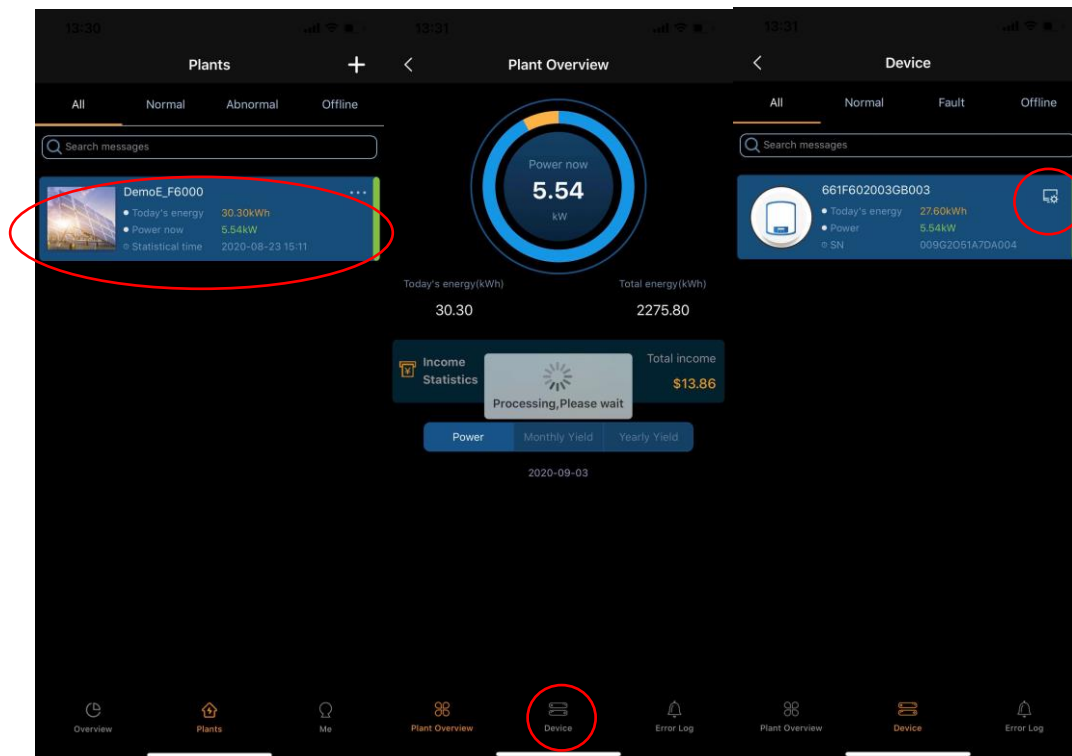 13:30
Plants
+
All Normal Abnormal Offline
Search messages
DemoE_F6000
Today's energy 30.30kWh
Power now 5.54kW
Statistical time 2020-08-23 15:11
Overview Plants Me
13:31
Plant Overview
Power now
5.54
kW
Today's energy(kWh) Total energy(kWh)
30.30 2275.80
Income Total income
Statistics $13.86
Processing,Please wait
Power Monthly Yield Yearly Yield
2020-09-03
Plant Overview Device Error Log
13:31
Device
All Normal Fault Offline
Search messages
661F602003GB003
Today's energy 27.60kWh
Power 5.54kW
SN 009G2O51A7DA004
Plant Overview Device Error Log